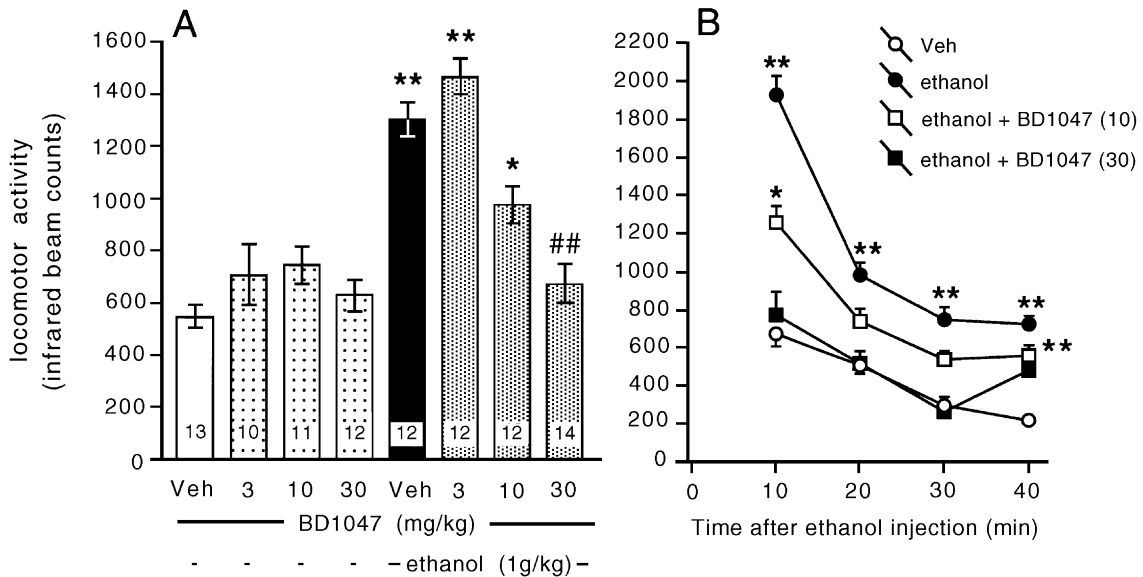 A
locomotor activity
(infrared beam counts)
1600
1400
1200
1000
800
600
400
200
0
** ** * ##
13 10 11 12 12 12 12 14
Veh 3 10 30 Veh 3 10 30
BD1047 (mg/kg)
- - - - – ethanol (1g/kg) –
B
2200
2000
1800
1600
1400
1200
1000
800
600
400
200
0
Veh
ethanol
ethanol + BD1047 (10)
ethanol + BD1047 (30)
**
*
**
**
**
**
0 10 20 30 40
Time after ethanol injection (min)